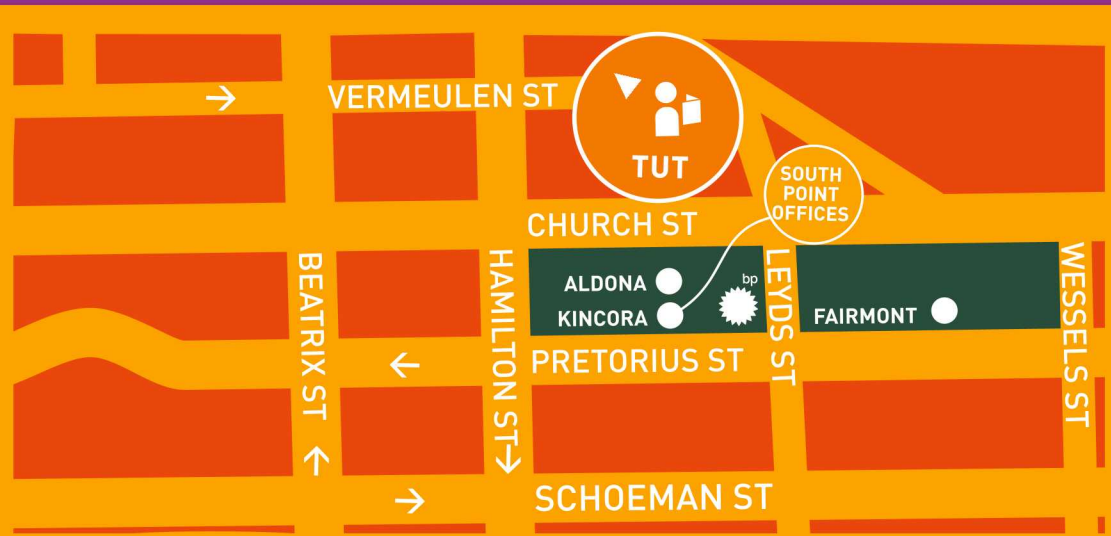 VERMEULEN ST
TUT
SOUTH
POINT
OFFICES
CHURCH ST
BEATRIX ST
HAMILTON ST
ALDONA
KINCORA
bp
LEYDS ST
FAIRMONT
WESSELS ST
PRETORIUS ST
SCHOEMAN ST